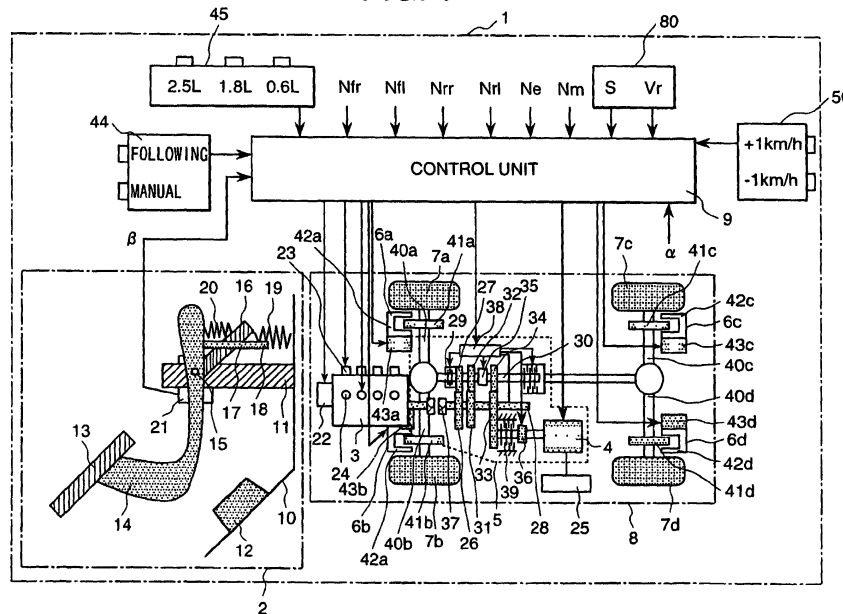 1
45
80
2.5L 1.8L 0.6L
Nfr Nfl Nrr Nrl Ne Nm
S Vr
44
FOLLOWING
MANUAL
CONTROL UNIT
+1km/h
-1km/h
9
β
α
42a 6a 40a 7a 41a
23
27 38 32 35 34 30
29
7c 41c
42c
6c
43c
40c
40d
43d
6d
42d
41d
7d
20 16 19
17 18 11
21 15
13
14
10
12
2
22
24 3 43a
43b
6b
42a
40b 41b 7b
37 26 31 5
33 39 36
28
4
25
8